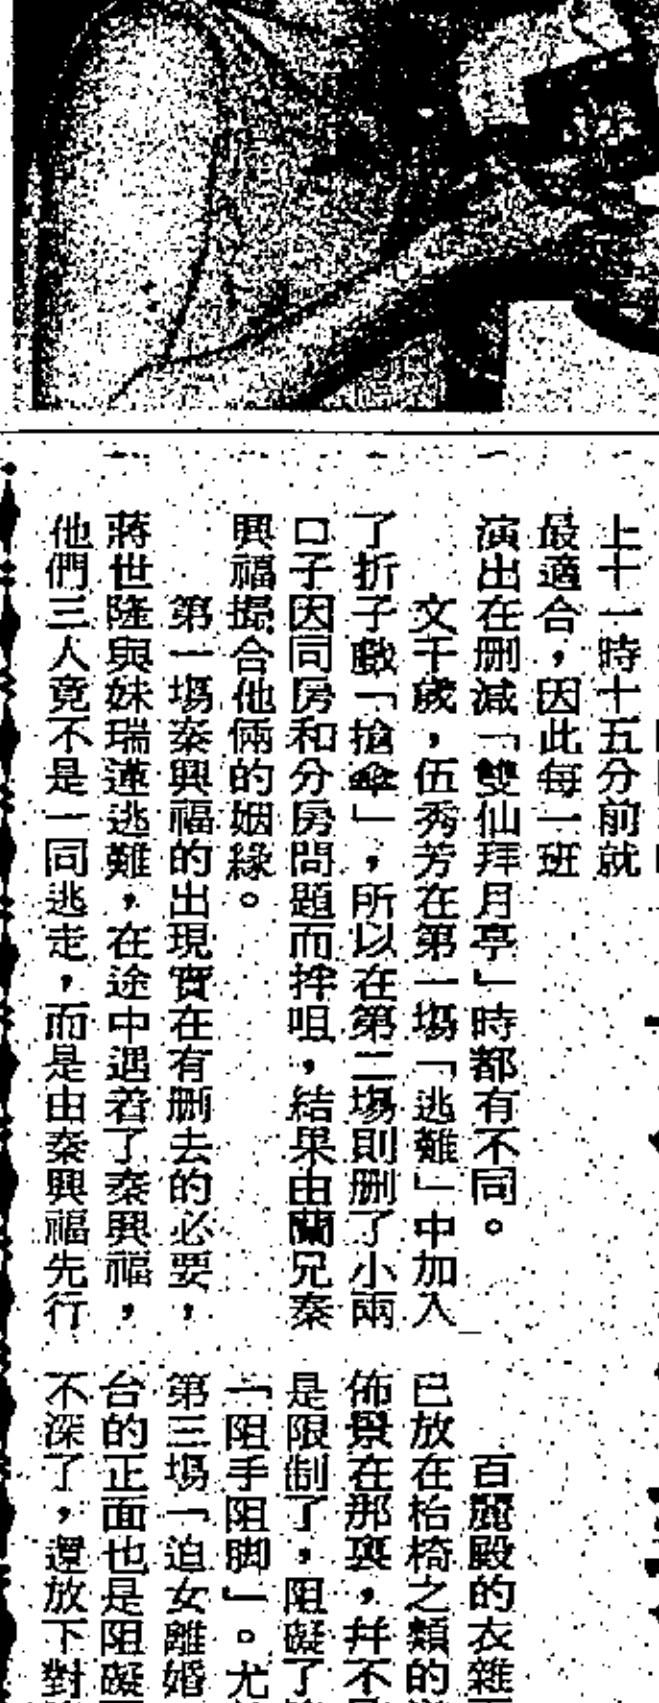 上十一時十五分前就
最適合，因此每一班
演出在刪減「雙仙拜月亭」時都有不同。
文千歲，伍秀芳在第一塲「逃難」中加入
了折子戲「搶傘」，所以在第二塲則刪了小兩
口子因同房和分房問題而拌咀，結果由蘭兄秦
興福撮合他倆的姻緣。
第一塲秦興福的出現實在有刪去的必要，
蔣世隆與妹瑞蓮逃難，在途中遇着了秦興福，
他們三人竟不是一同逃走，而是由秦興福先行
百麗殿的衣雜
已放在枱椅之類的
佈景在那裏，幷不
是限制了，阻礙了
「阻手阻脚」。尤
第三塲「迫女離婚
台的正面也是阻礙
不深了，還放下對